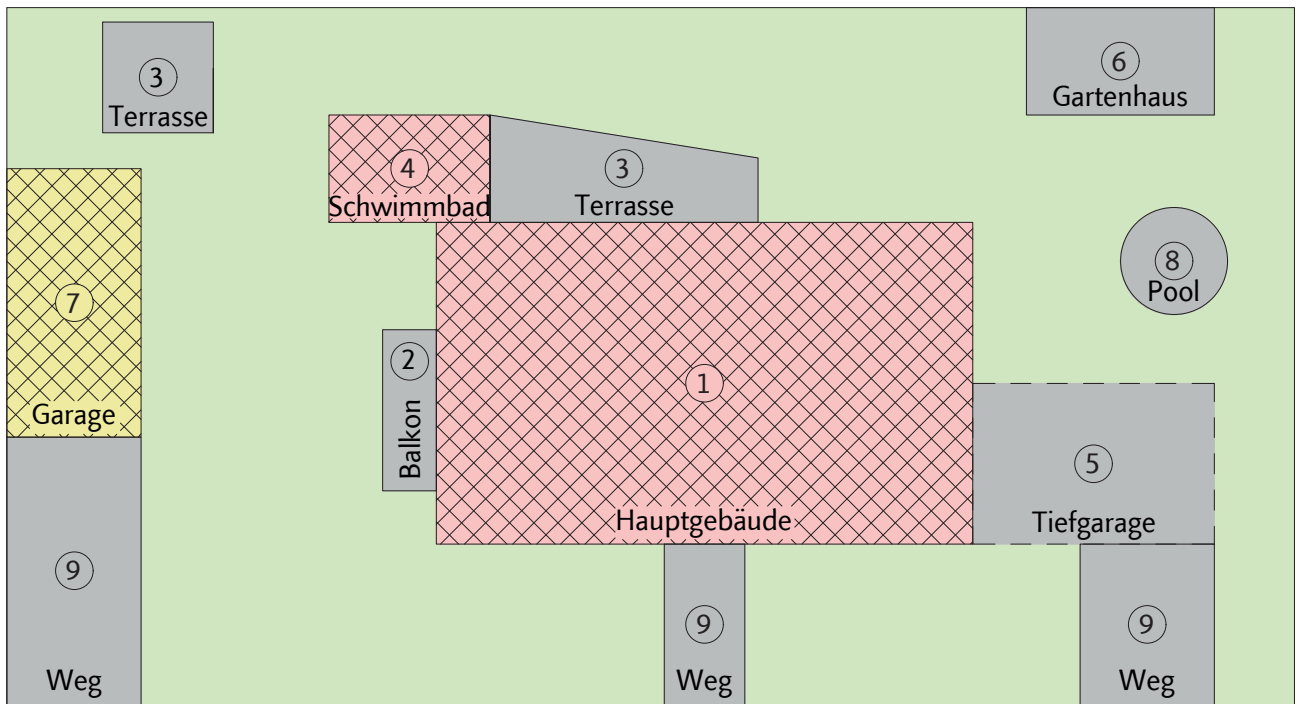 3
Terrasse
6
Gartenhaus
4
Schwimmbad
3
Terrasse
8
Pool
7
Garage
2
Balkon
1
Hauptgebäude
5
Tiefgarage
9
Weg
9
Weg
9
Weg